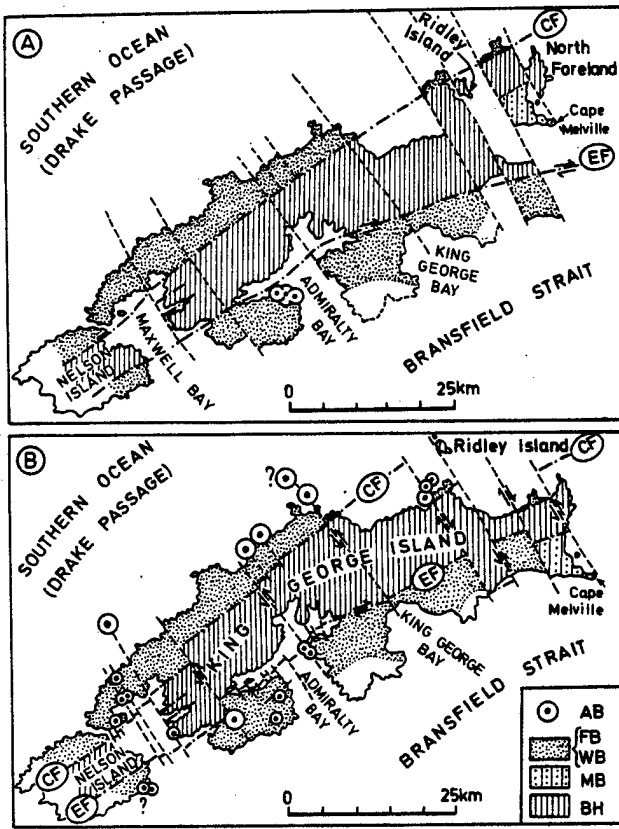 A
SOUTHERN OCEAN
(DRAKE PASSAGE)
Ridley
Island
CF
North
Foreland
Cape
Melville
EF
KING
GEORGE
BAY
ADMIRALTY
BAY
BRANSFIELD STRAIT
MAXWELL BAY
NELSON
ISLAND
0 25km
B
SOUTHERN OCEAN
(DRAKE PASSAGE)
?
CF
Ridley Island
CF
KING GEORGE ISLAND
EF
Cape
Melville
KING GEORGE
BAY
ADMIRALTY
BAY
BRANSFIELD STRAIT
CF
NELSON
ISLAND
EF
?
0 25km
AB
FB
WB
MB
BH